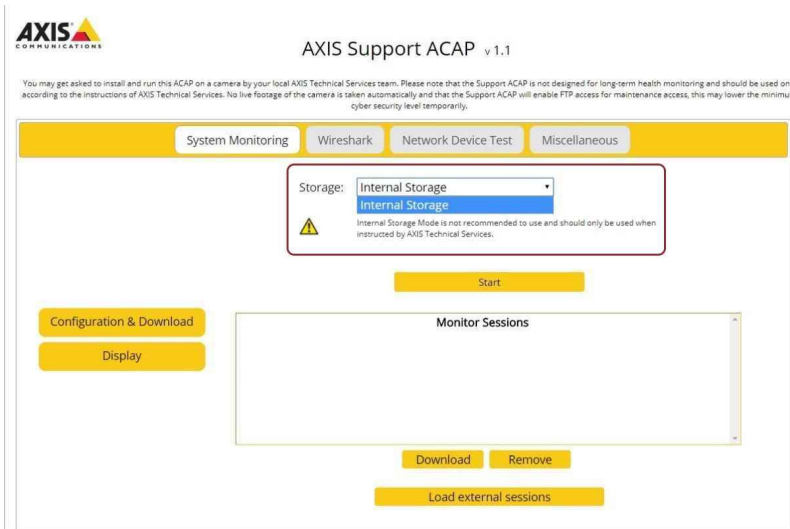 AXIS
COMMUNICATIONS
AXIS Support ACAP v 1.1
You may get asked to install and run this ACAP on a camera by your local AXIS Technical Services team. Please note that the Support ACAP is not designed for long-term health monitoring and should be used on
according to the instructions of AXIS Technical Services. No live footage of the camera is taken automatically and that the Support ACAP will enable FTP access for maintenance access, this may lower the minimu
cyber security level temporarily.
System Monitoring Wireshark Network Device Test Miscellaneous
Storage: Internal Storage
Internal Storage
Internal Storage Mode is not recommended to use and should only be used when
instructed by AXIS Technical Services.
Start
Configuration & Download
Display
Monitor Sessions
Download Remove
Load external sessions